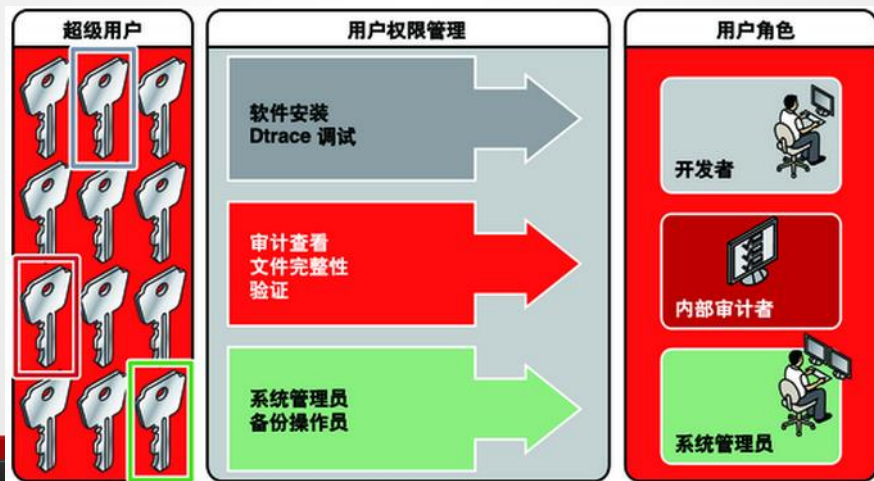 超级用户
用户权限管理
用户角色
软件安装
Dtrace 调试
开发者
审计查看
文件完整性
验证
内部审计者
系统管理员
备份操作员
系统管理员